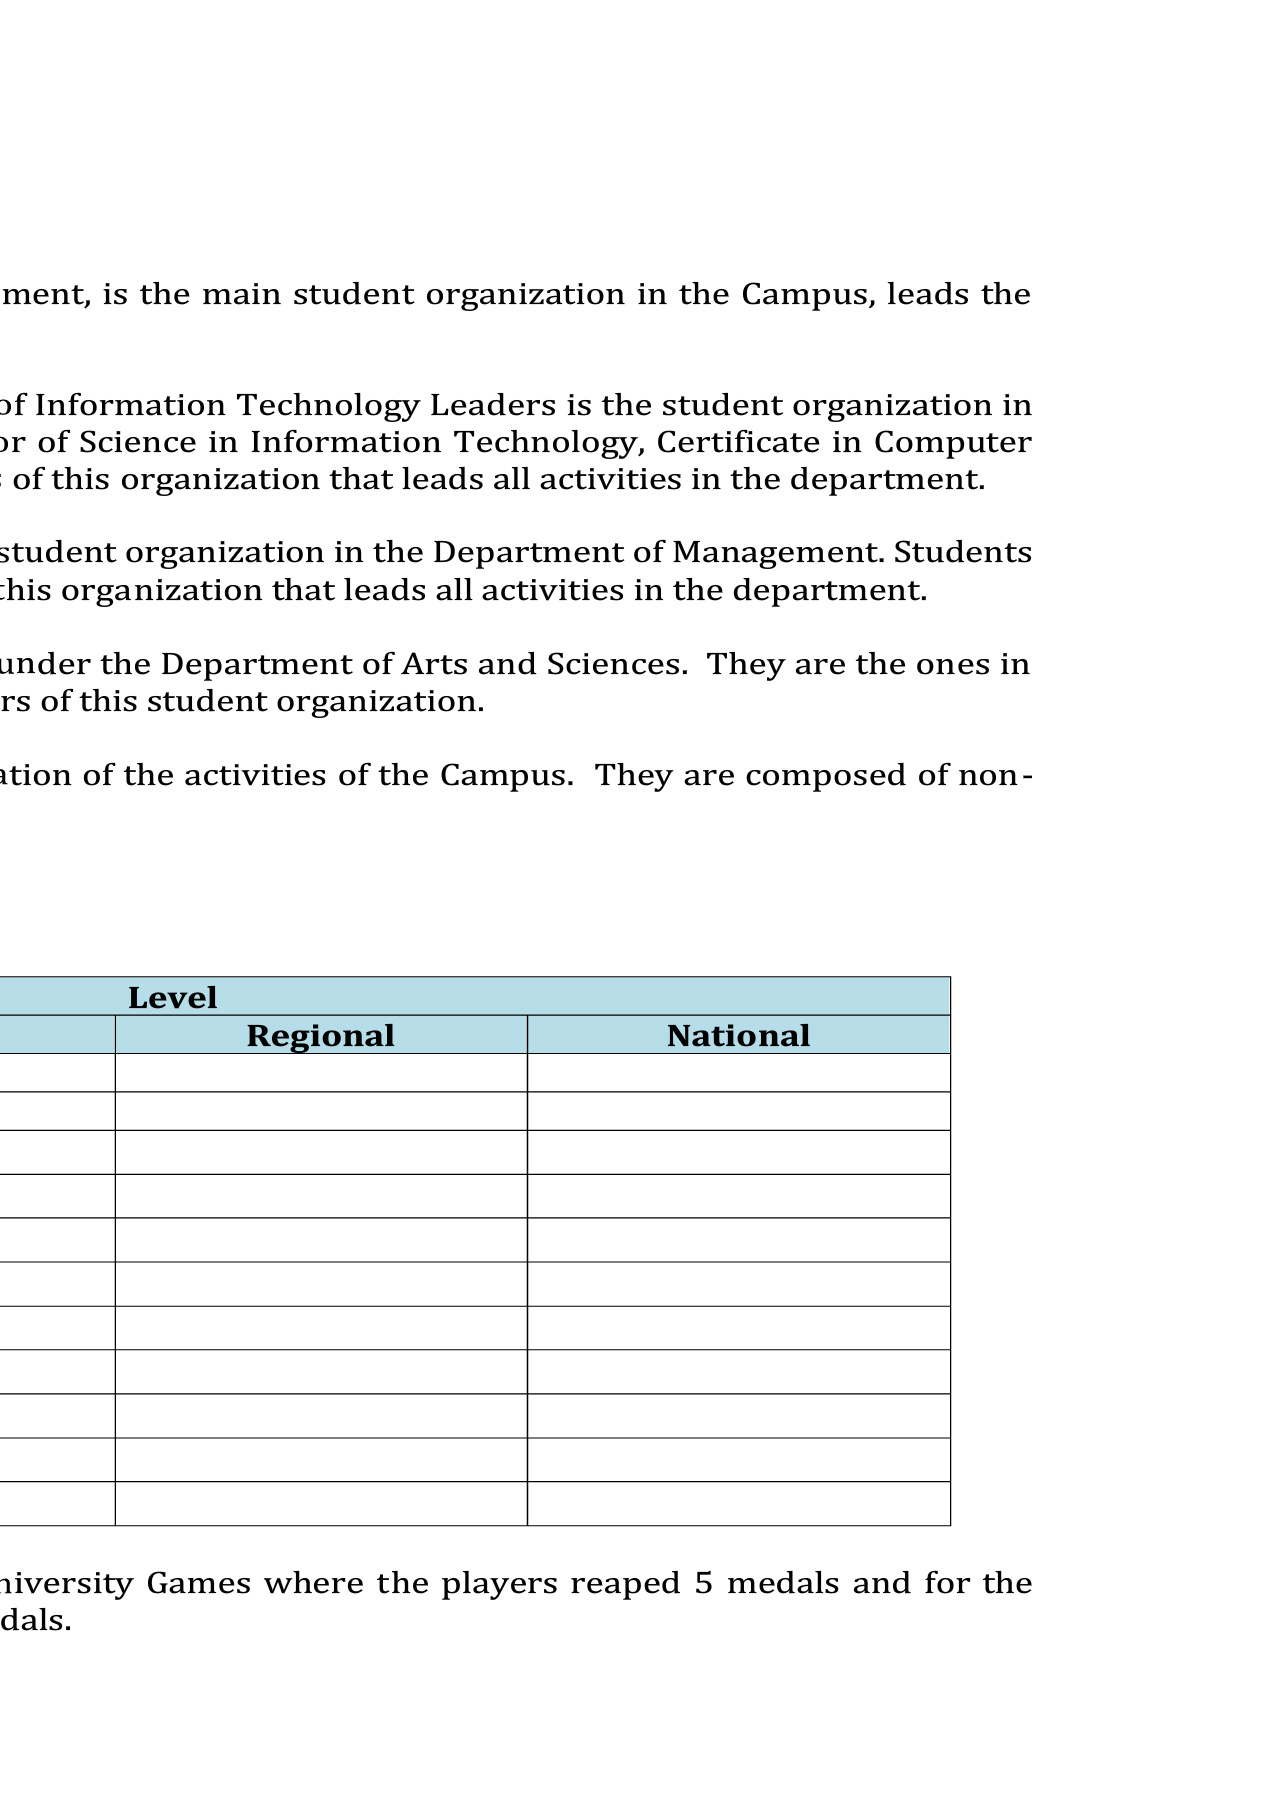 ment, is the main student organization in the Campus, leads the
of Information Technology Leaders is the student organization in
or of Science in Information Technology, Certificate in Computer
s of this organization that leads all activities in the department.
student organization in the Department of Management. Students
this organization that leads all activities in the department.
under the Department of Arts and Sciences.  They are the ones in
rs of this student organization.
ation of the activities of the Campus.  They are composed of non-
Level
Regional National
niversity Games where the players reaped 5 medals and for the
dals.